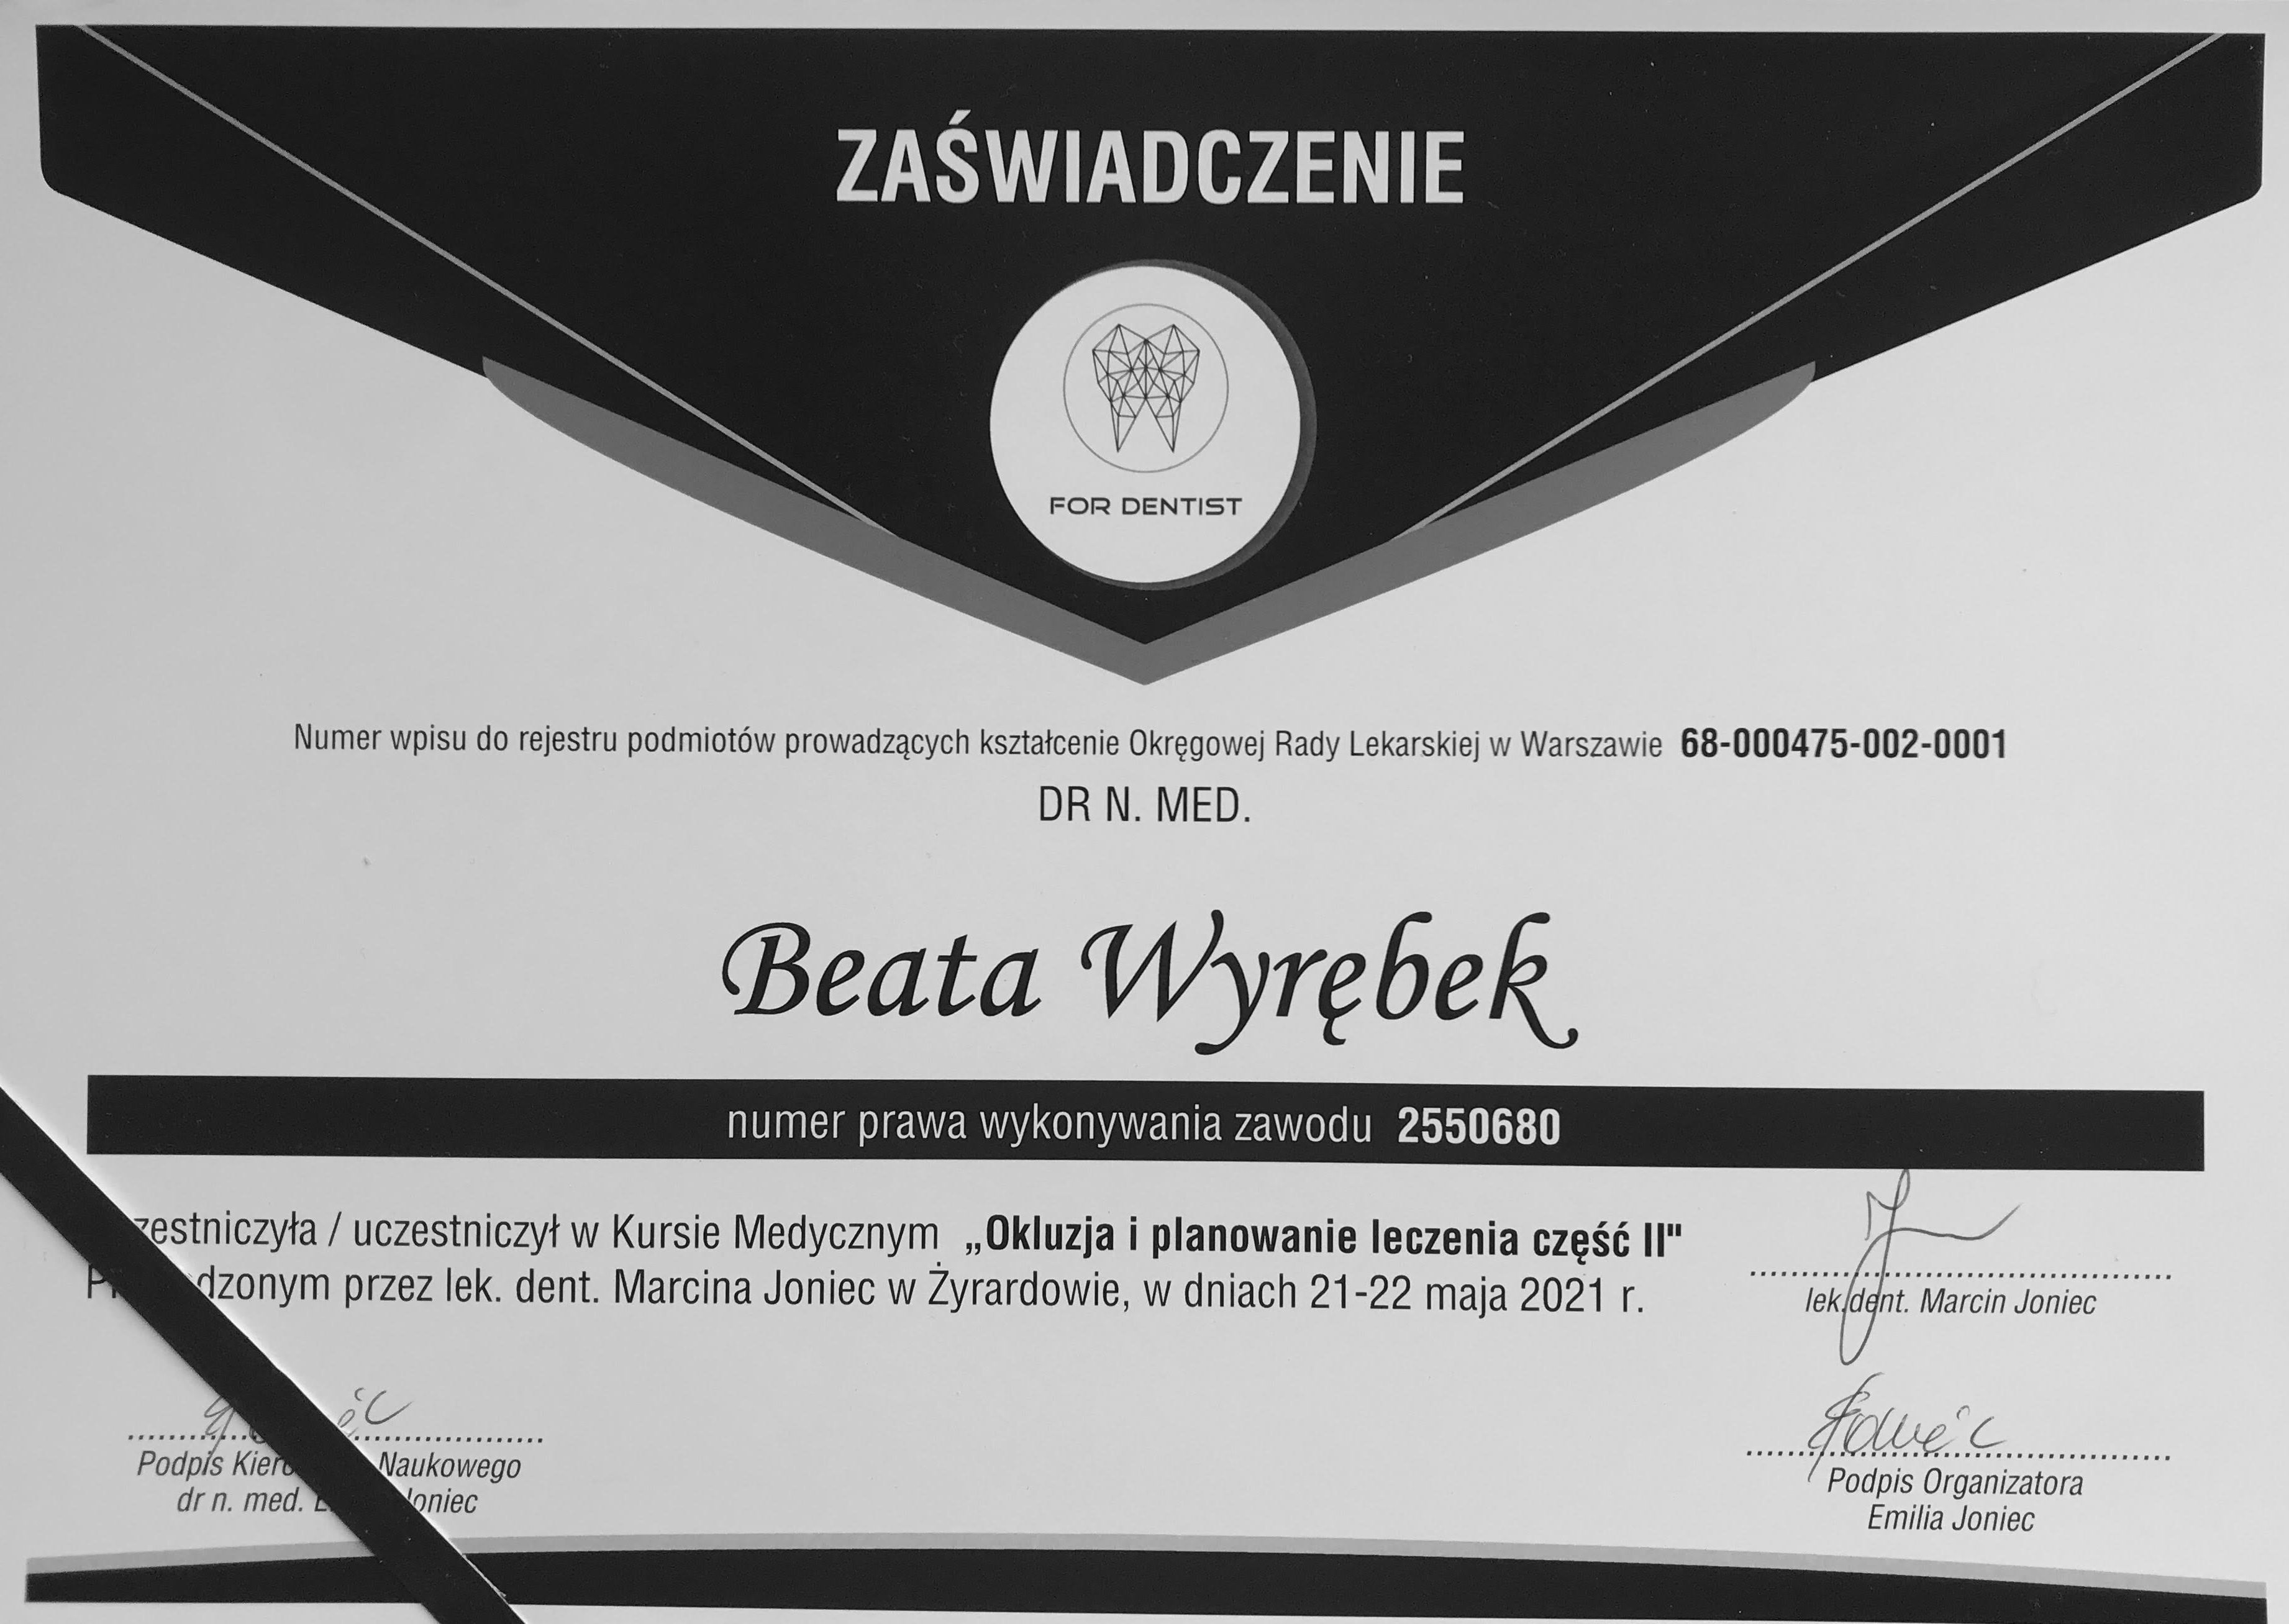 ZAŚWIADCZENIE
FOR DENTIST
Numer wpisu do rejestru podmiotów prowadzących kształcenie Okręgowej Rady Lekarskiej w Warszawie 68-000475-002-0001
DR N. MED.
Beata Wyrębek
numer prawa wykonywania zawodu 2550680
/ uczestniczył w Kursie Medycznym „Okluzja i planowanie leczenia część II"
przez lek. dent. Marcina Joniec w Żyrardowie, w dniach 21-22 maja 2021 r.
lek. dent. Marcin Joniec
Podpis Naukowego
dr n. med. Joniec
Podpis Organizatora
Emilia Joniec